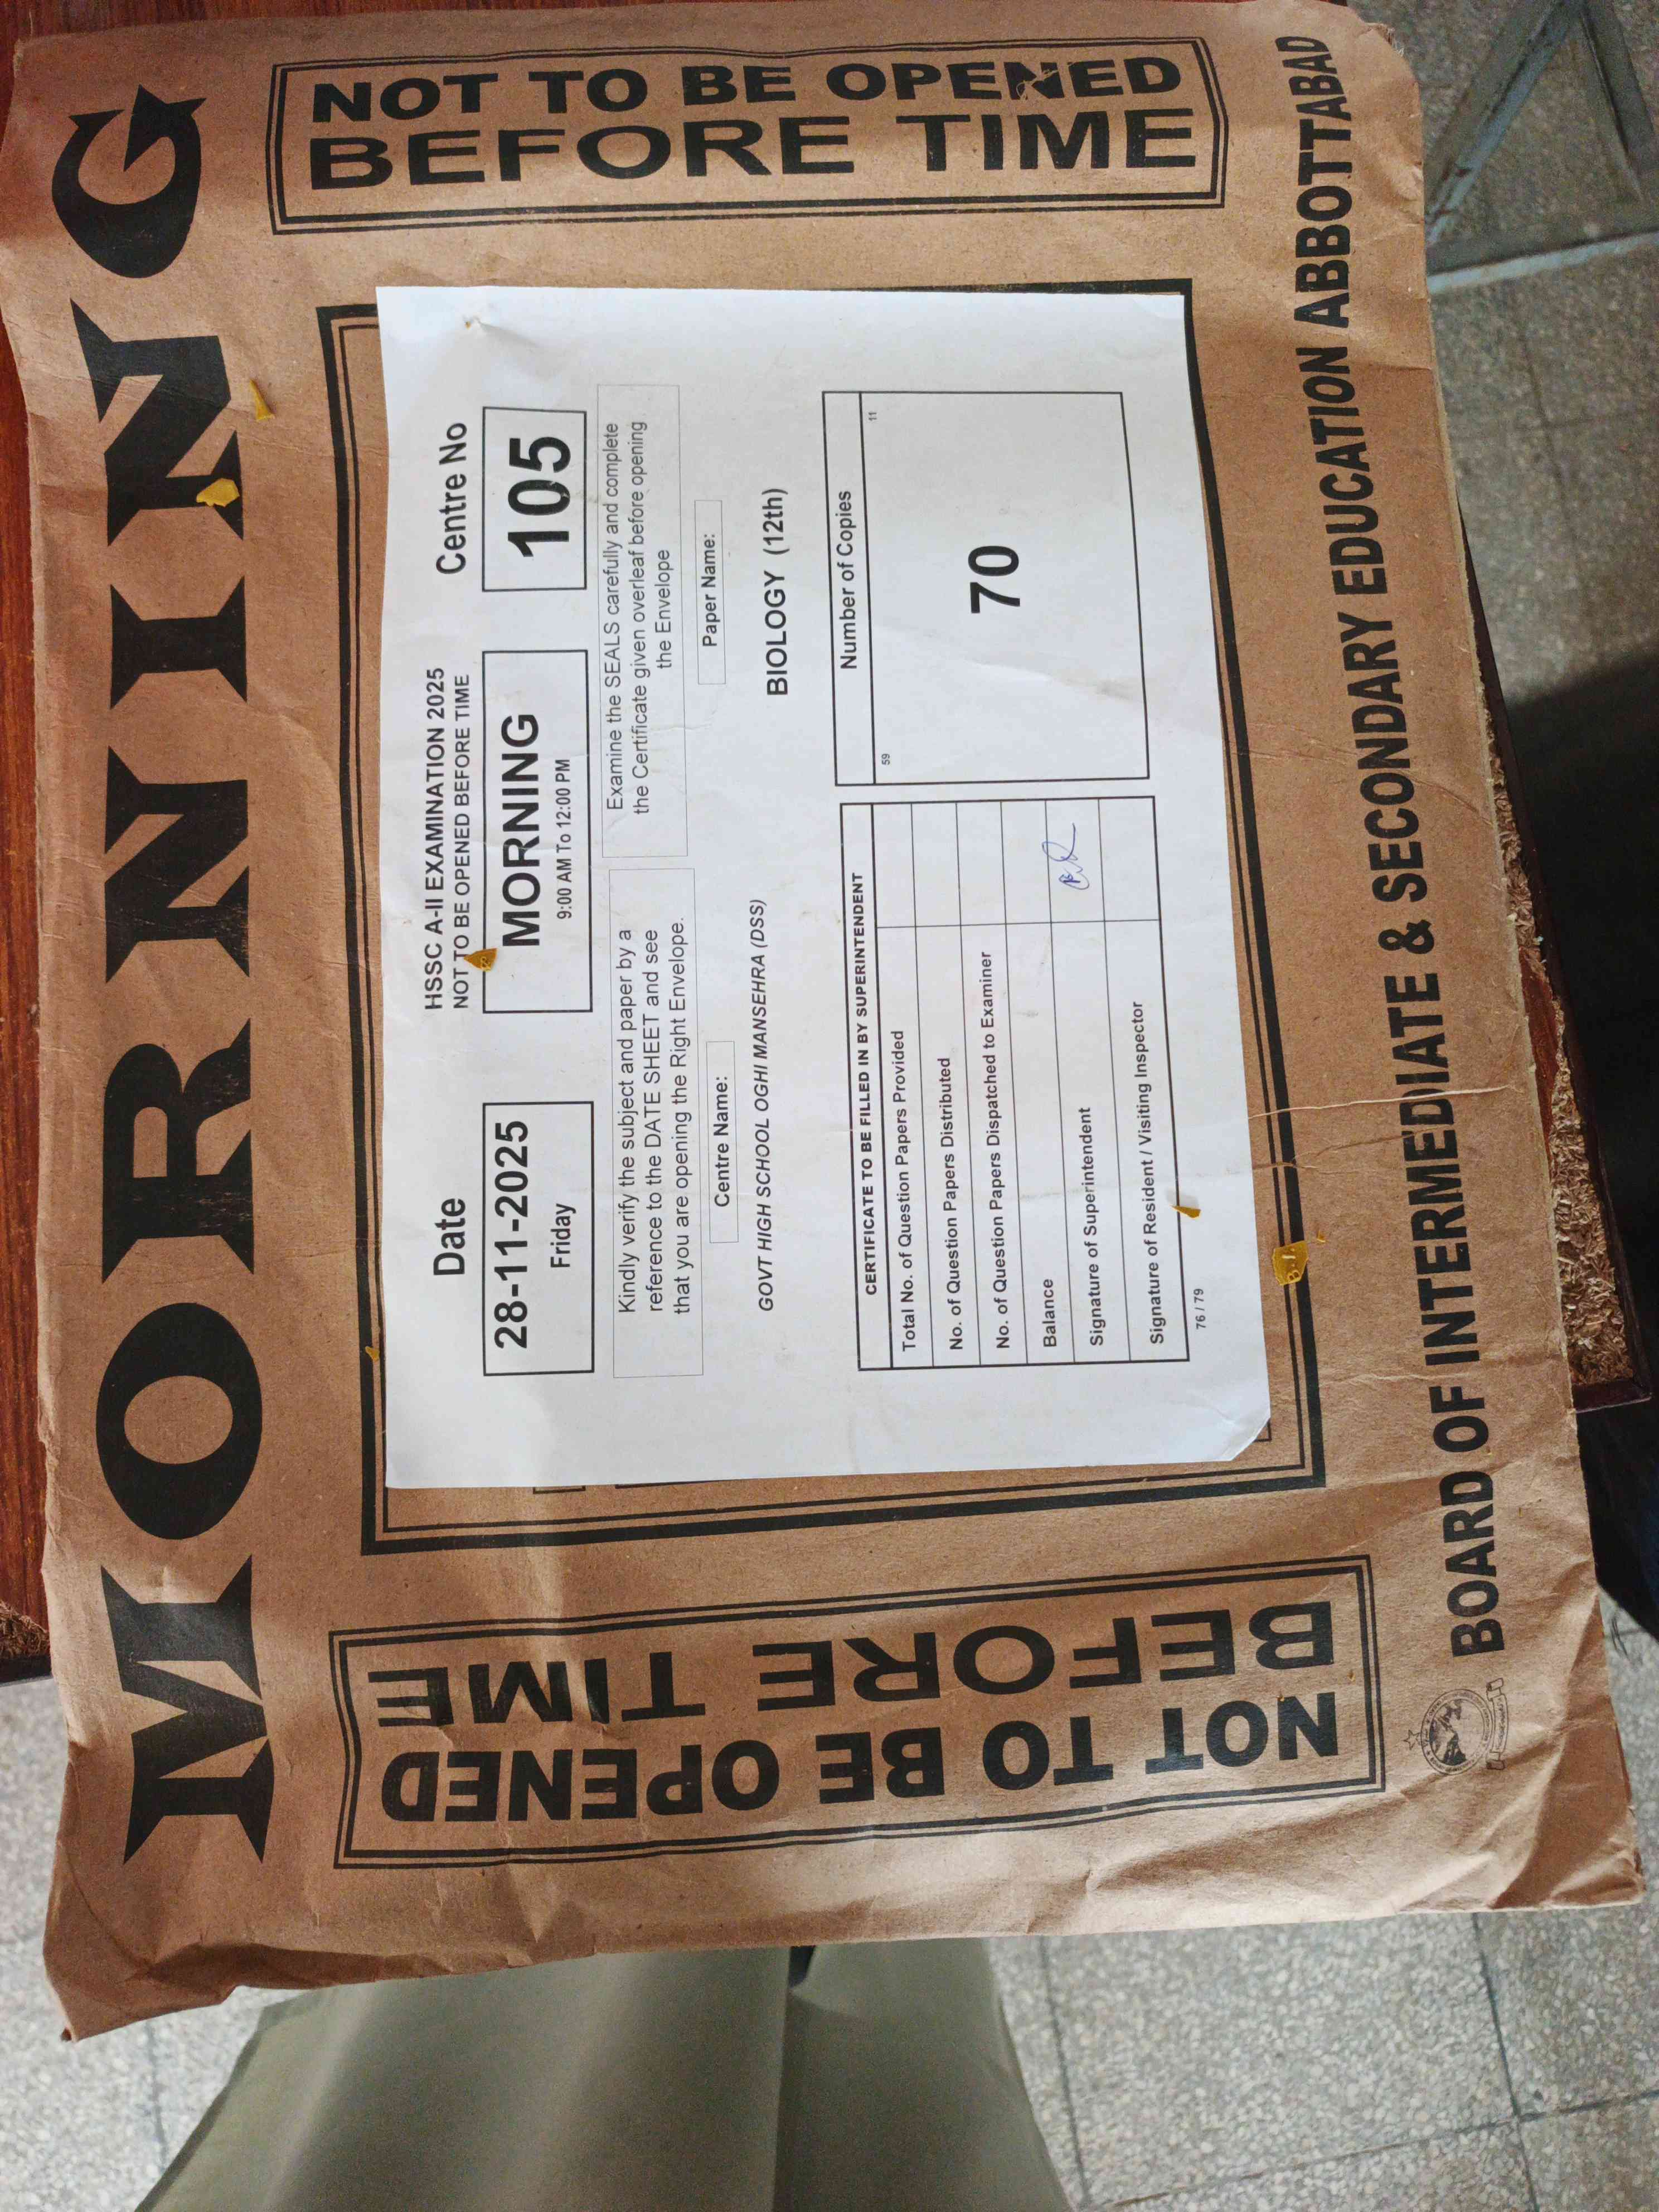 MORNING
NOT TO BE OPENED
BEFORE TIME
NOT TO BE OPENED
BEFORE TIME
HSSC A-II EXAMINATION 2025
NOT TO BE OPENED BEFORE TIME
Date
Centre No
28-11-2025
Friday
MORNING
9:00 AM To 12:00 PM
105
Kindly verify the subject and paper by a
reference to the DATE SHEET and see
that you are opening the Right Envelope.
Examine the SEALS carefully and complete
the Certificate given overleaf before opening
the Envelope
Centre Name:
Paper Name:
GOVT HIGH SCHOOL OGHI MANSEHRA (DSS)
BIOLOGY (12th)
CERTIFICATE TO BE FILLED IN BY SUPERINTENDENT
Total No. of Question Papers Provided
No. of Question Papers Distributed
No. of Question Papers Dispatched to Examiner
Balance
Signature of Superintendent
Signature of Resident / Visiting Inspector
Number of Copies
59
11
70
76 / 79
BOARD OF INTERMEDIATE & SECONDARY EDUCATION ABBOTTABAD